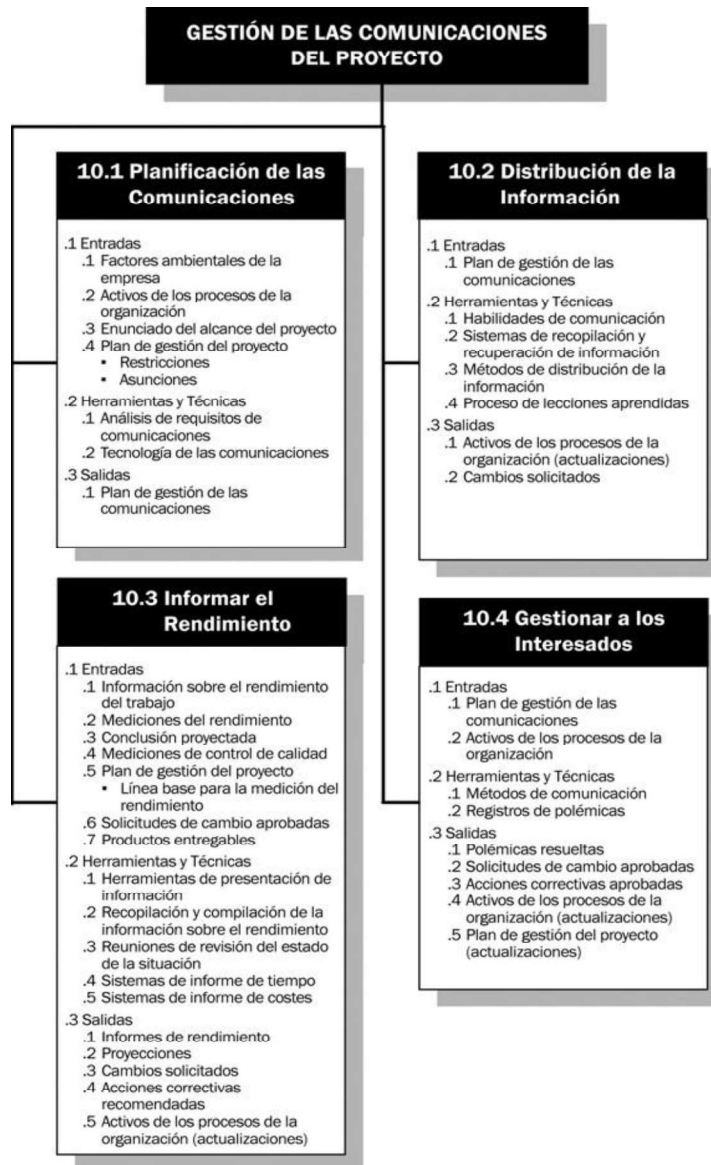 GESTIÓN DE LAS COMUNICACIONES
DEL PROYECTO
10.1 Planificación de las
Comunicaciones
.1 Entradas
.1 Factores ambientales de la
empresa
.2 Activos de los procesos de la
organización
.3 Enunciado del alcance del proyecto
.4 Plan de gestión del proyecto
▪ Restricciones
▪ Asunciones
.2 Herramientas y Técnicas
.1 Análisis de requisitos de
comunicaciones
.2 Tecnología de las comunicaciones
.3 Salidas
.1 Plan de gestión de las
comunicaciones
10.2 Distribución de la
Información
.1 Entradas
.1 Plan de gestión de las
comunicaciones
.2 Herramientas y Técnicas
.1 Habilidades de comunicación
.2 Sistemas de recopilación y
recuperación de información
.3 Métodos de distribución de la
información
.4 Proceso de lecciones aprendidas
.3 Salidas
.1 Activos de los procesos de la
organización (actualizaciones)
.2 Cambios solicitados
10.3 Informar el
Rendimiento
.1 Entradas
.1 Información sobre el rendimiento
del trabajo
.2 Mediciones del rendimiento
.3 Conclusión proyectada
.4 Mediciones de control de calidad
.5 Plan de gestión del proyecto
▪ Línea base para la medición del
rendimiento
.6 Solicitudes de cambio aprobadas
.7 Productos entregables
.2 Herramientas y Técnicas
.1 Herramientas de presentación de
información
.2 Recopilación y compilación de la
información sobre el rendimiento
.3 Reuniones de revisión del estado
de la situación
.4 Sistemas de informe de tiempo
.5 Sistemas de informe de costes
.3 Salidas
.1 Informes de rendimiento
.2 Proyecciones
.3 Cambios solicitados
.4 Acciones correctivas
recomendadas
.5 Activos de los procesos de la
organización (actualizaciones)
10.4 Gestionar a los
Interesados
.1 Entradas
.1 Plan de gestión de las
comunicaciones
.2 Activos de los procesos de la
organización
.2 Herramientas y Técnicas
.1 Métodos de comunicación
.2 Registros de polémicas
.3 Salidas
.1 Polémicas resueltas
.2 Solicitudes de cambio aprobadas
.3 Acciones correctivas aprobadas
.4 Activos de los procesos de la
organización (actualizaciones)
.5 Plan de gestión del proyecto
(actualizaciones)